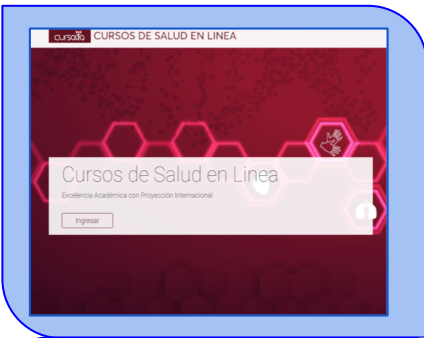 cursalia CURSOS DE SALUD EN LINEA
Cursos de Salud en Linea
Excelencia Académica con Proyección Internacional
Ingresar